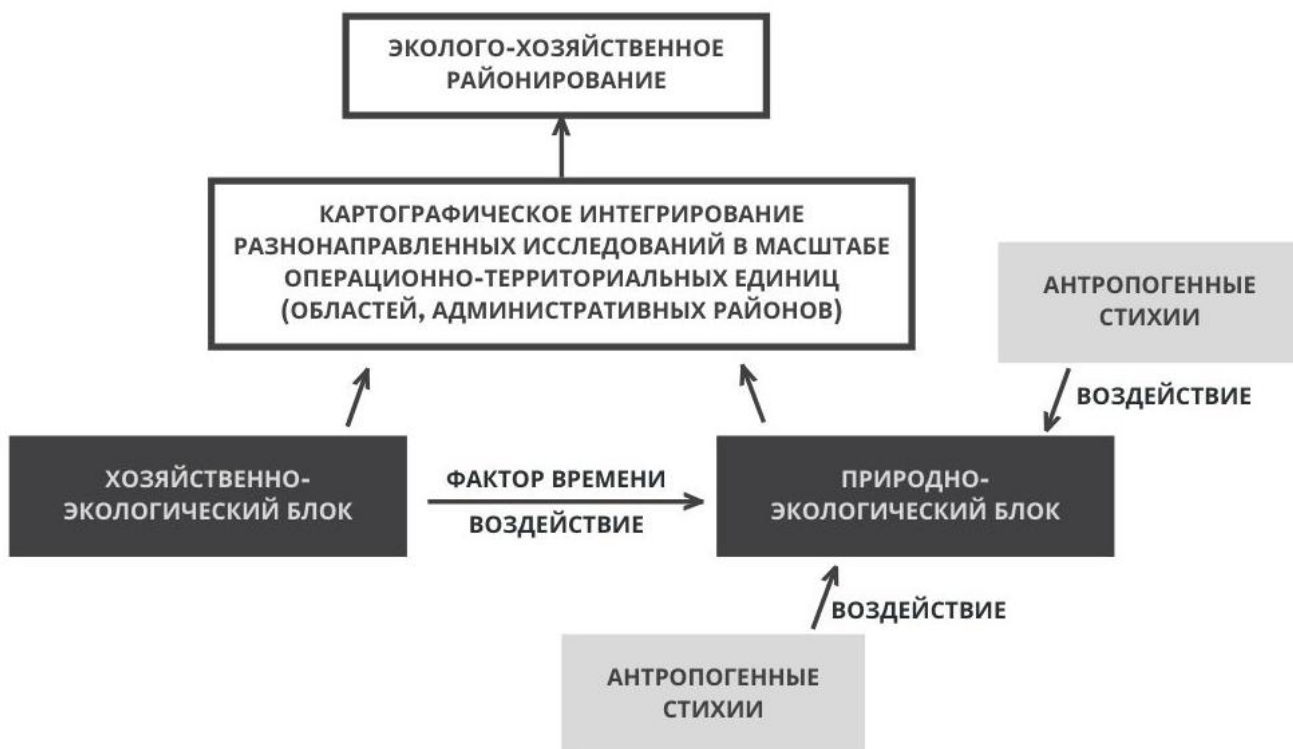 ЭКОЛОГО-ХОЗЯЙСТВЕННОЕ
РАЙОНИРОВАНИЕ
КАРТОГРАФИЧЕСКОЕ ИНТЕГРИРОВАНИЕ
РАЗНОНАПРАВЛЕННЫХ ИССЛЕДОВАНИЙ В МАСШТАБЕ
ОПЕРАЦИОННО-ТЕРРИТОРИАЛЬНЫХ ЕДИНИЦ
(ОБЛАСТЕЙ, АДМИНИСТРАТИВНЫХ РАЙОНОВ)
АНТРОПОГЕННЫЕ
СТИХИИ
ВОЗДЕЙСТВИЕ
ХОЗЯЙСТВЕННО-
ЭКОЛОГИЧЕСКИЙ БЛОК
ФАКТОР ВРЕМЕНИ
ВОЗДЕЙСТВИЕ
ПРИРОДНО-
ЭКОЛОГИЧЕСКИЙ БЛОК
ВОЗДЕЙСТВИЕ
АНТРОПОГЕННЫЕ
СТИХИИ